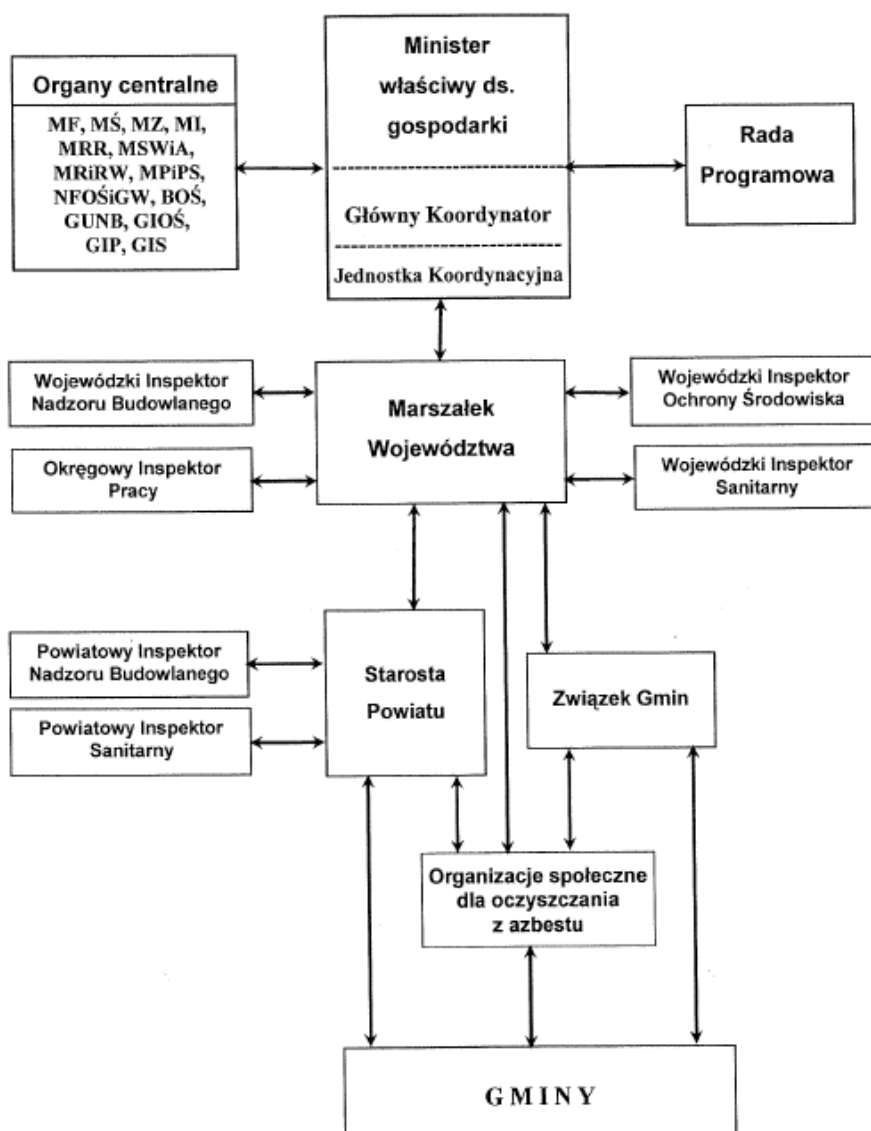 Organy centralne
MF, MŚ, MZ, MI,
MRR, MSWiA,
MRiRW, MPiPS,
NFOŚiGW, BOŚ,
GUNB, GIOŚ,
GIP, GIS
Minister
właściwy ds.
gospodarki
Główny Koordynator
Jednostka Koordynacyjna
Rada
Programowa
Wojewódzki Inspektor
Nadzoru Budowlanego
Okręgowy Inspektor
Pracy
Marszałek
Województwa
Wojewódzki Inspektor
Ochrony Środowiska
Wojewódzki Inspektor
Sanitarny
Powiatowy Inspektor
Nadzoru Budowlanego
Powiatowy Inspektor
Sanitarny
Starosta
Powiatu
Związek Gmin
Organizacje społeczne
dla oczyszczania
z azbestu
GMINY